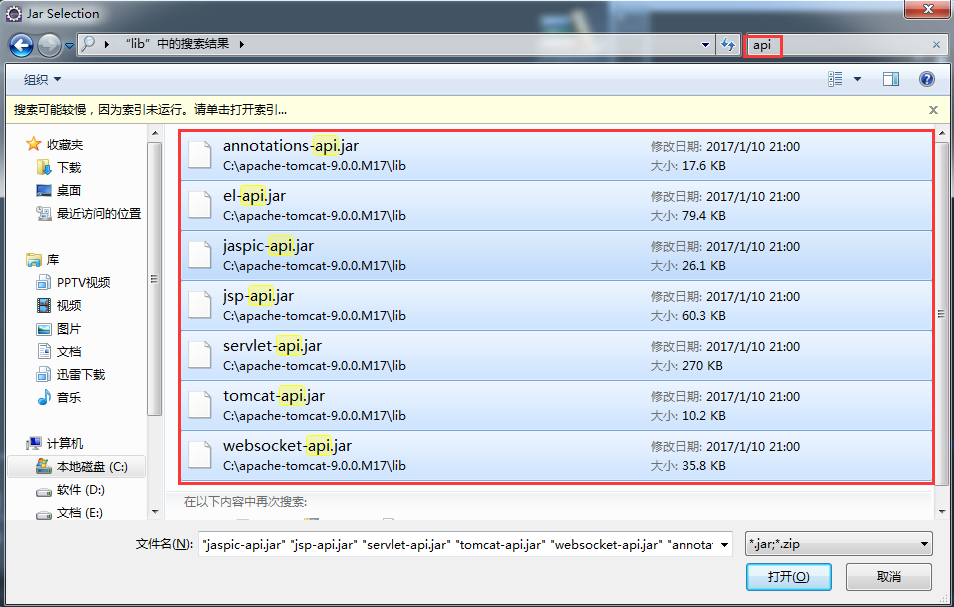 Jar Selection
“lib”中的搜索结果
api
组织
搜索可能较慢，因为索引未运行。请单击打开索引...
收藏夹
下载
桌面
最近访问的位置
库
PPTV视频
视频
图片
文档
迅雷下载
音乐
计算机
本地磁盘 (C:)
软件 (D:)
文档 (E:)
annotations-api.jar
修改日期: 2017/1/10 21:00
C:\apache-tomcat-9.0.0.M17\lib
大小: 17.6 KB
el-api.jar
修改日期: 2017/1/10 21:00
C:\apache-tomcat-9.0.0.M17\lib
大小: 79.4 KB
jaspic-api.jar
修改日期: 2017/1/10 21:00
C:\apache-tomcat-9.0.0.M17\lib
大小: 26.1 KB
jsp-api.jar
修改日期: 2017/1/10 21:00
C:\apache-tomcat-9.0.0.M17\lib
大小: 60.3 KB
servlet-api.jar
修改日期: 2017/1/10 21:00
C:\apache-tomcat-9.0.0.M17\lib
大小: 270 KB
tomcat-api.jar
修改日期: 2017/1/10 21:00
C:\apache-tomcat-9.0.0.M17\lib
大小: 10.2 KB
websocket-api.jar
修改日期: 2017/1/10 21:00
C:\apache-tomcat-9.0.0.M17\lib
大小: 35.8 KB
在以下内容中再次搜索:
文件名(N): "jaspic-api.jar" "jsp-api.jar" "servlet-api.jar" "tomcat-api.jar" "websocket-api.jar" "annota
*.jar;*.zip
打开(O)
取消